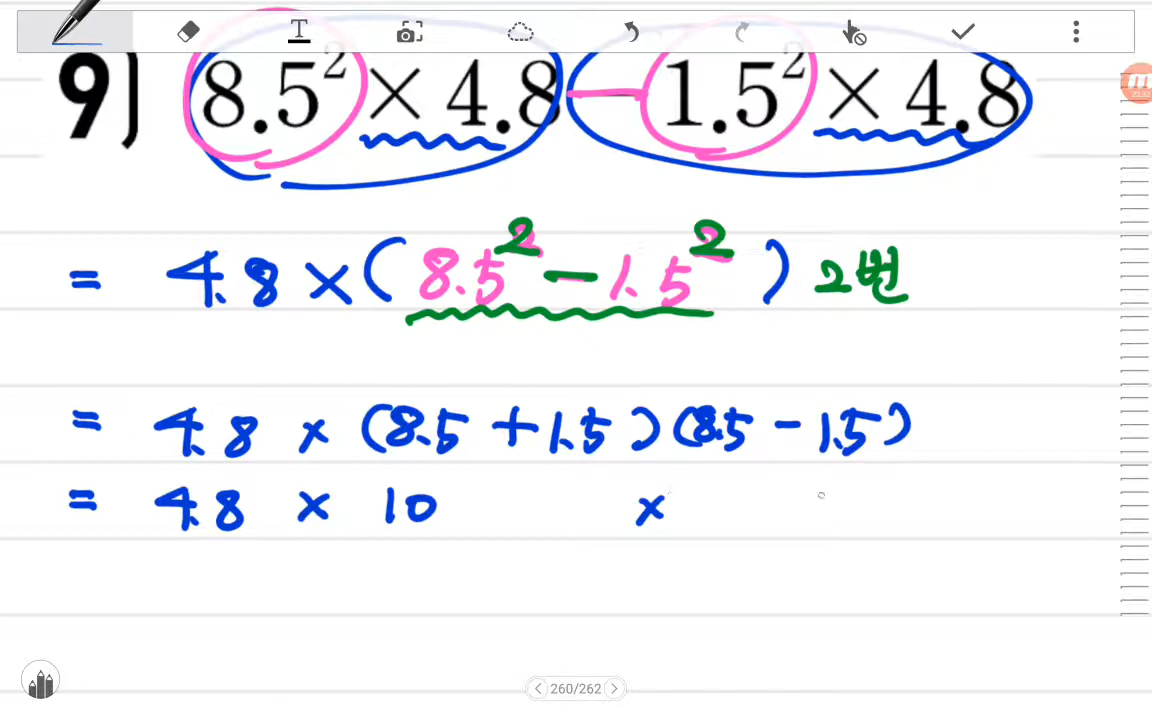 T
9) 8.5² × 4.8 − 1.5² × 4.8
= 4.8 × ( 8.5² − 1.5² ) 2번
= 4.8 × (8.5 + 1.5)(8.5 − 1.5)
= 4.8 × 10 ×
260/262